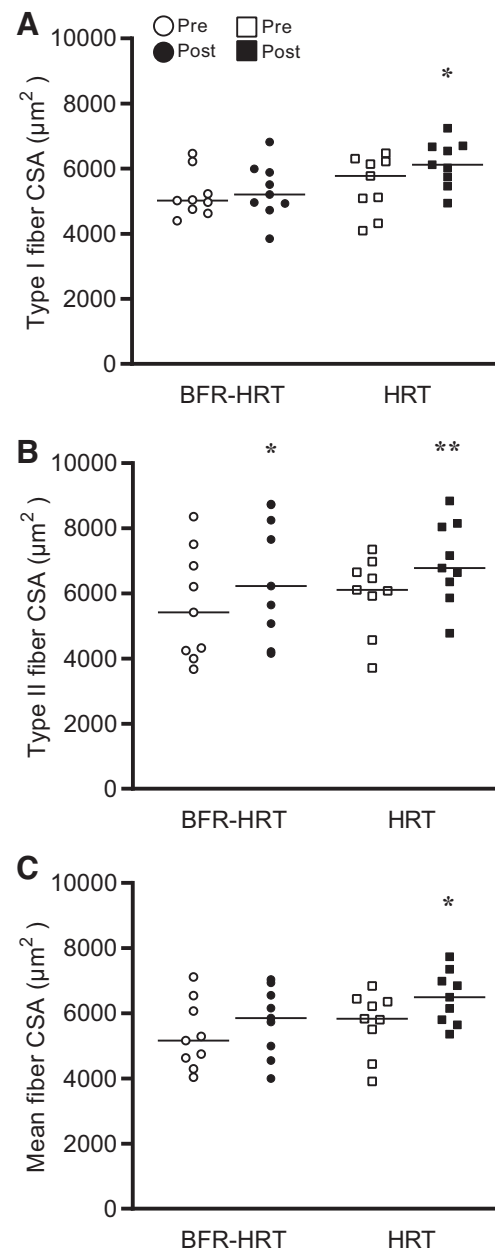 A
Pre
Pre
Post
Post
Type I fiber CSA (µm²)
10000
8000
6000
4000
2000
0
*
BFR-HRT
HRT
B
Type II fiber CSA (µm²)
10000
8000
6000
4000
2000
0
*
**
BFR-HRT
HRT
C
Mean fiber CSA (µm²)
10000
8000
6000
4000
2000
0
*
BFR-HRT
HRT